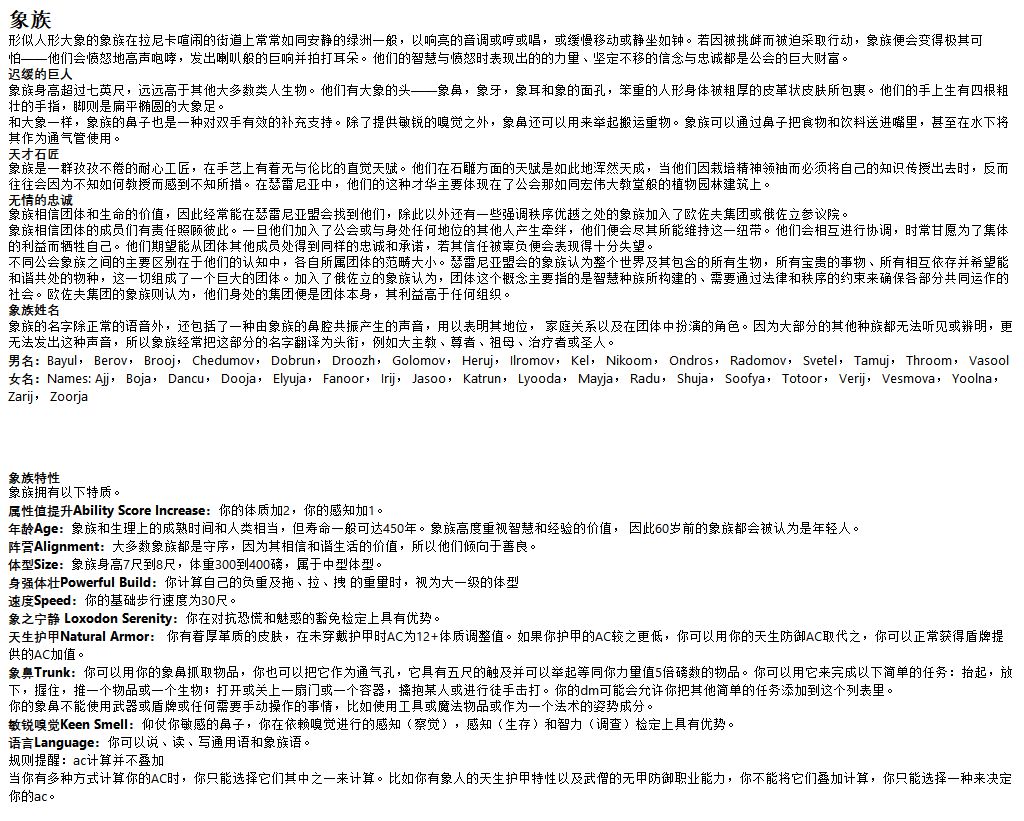 象族
形似人形大象的象族在拉尼卡喧闹的街道上常常如同安静的绿洲一般，以响亮的音调或哼或唱，或缓慢移动或静坐如钟。若因被挑衅而被迫采取行动，象族便会变得极其可
怕——他们会愤怒地高声咆哮，发出喇叭般的巨响并拍打耳朵。他们的智慧与愤怒时表现出的的力量、坚定不移的信念与忠诚都是公会的巨大财富。
迟缓的巨人
象族身高超过七英尺，远远高于其他大多数类人生物。他们有大象的头——象鼻，象牙，象耳和象的面孔，笨重的人形身体被粗厚的皮革状皮肤所包裹。他们的手上生有四根粗
壮的手指，脚则是扁平椭圆的大象足。
和大象一样，象族的鼻子也是一种对双手有效的补充支持。除了提供敏锐的嗅觉之外，象鼻还可以用来举起搬运重物。象族可以通过鼻子把食物和饮料送进嘴里，甚至在水下将
其作为通气管使用。
天才石匠
象族是一群孜孜不倦的耐心工匠，在手艺上有着无与伦比的直觉天赋。他们在石雕方面的天赋是如此地浑然天成，当他们因栽培精神领袖而必须将自己的知识传授出去时，反而
往往会因为不知如何教授而感到不知所措。在瑟雷尼亚中，他们的这种才华主要体现在了公会那如同宏伟大教堂般的植物园林建筑上。
无情的忠诚
象族相信团体和生命的价值，因此经常能在瑟雷尼亚盟会找到他们，除此以外还有一些强调秩序优越之处的象族加入了欧佐夫集团或俄佐立参议院。
象族相信团体的成员们有责任照顾彼此。一旦他们加入了公会或与身处任何地位的其他人产生牵绊，他们便会尽其所能维持这一纽带。他们会相互进行协调，时常甘愿为了集体
的利益而牺牲自己。他们期望能从团体其他成员处得到同样的忠诚和承诺，若其信任被辜负便会表现得十分失望。
不同公会象族之间的主要区别在于他们的认知中，各自所属团体的范畴大小。瑟雷尼亚盟会的象族认为整个世界及其包含的所有生物，所有宝贵的事物、所有相互依存并希望能
和谐共处的物种，这一切组成了一个巨大的团体。加入了俄佐立的象族认为，团体这个概念主要指的是智慧种族所构建的、需要通过法律和秩序的约束来确保各部分共同运作的
社会。欧佐夫集团的象族则认为，他们身处的集团便是团体本身，其利益高于任何组织。
象族姓名
象族的名字除正常的语音外，还包括了一种由象族的鼻腔共振产生的声音，用以表明其地位， 家庭关系以及在团体中扮演的角色。因为大部分的其他种族都无法听见或辨明，更
无法发出这种声音，所以象族经常把这部分的名字翻译为头衔，例如大主教、尊者、祖母、治疗者或圣人。
男名：Bayul， Berov， Brooj， Chedumov， Dobrun， Droozh， Golomov， Heruj， Ilromov， Kel， Nikoom， Ondros， Radomov， Svetel， Tamuj， Throom， Vasool
女名：Names: Ajj， Boja， Dancu， Dooja， Elyuja， Fanoor， Irij， Jasoo， Katrun， Lyooda， Mayja， Radu， Shuja， Soofya， Totoor， Verij， Vesmova， Yoolna，
Zarij， Zoorja
象族特性
象族拥有以下特质。
属性值提升Ability Score Increase：你的体质加2，你的感知加1。
年龄Age：象族和生理上的成熟时间和人类相当，但寿命一般可达450年。象族高度重视智慧和经验的价值， 因此60岁前的象族都会被认为是年轻人。
阵营Alignment：大多数象族都是守序，因为其相信和谐生活的价值，所以他们倾向于善良。
体型Size：象族身高7尺到8尺，体重300到400磅，属于中型体型。
身强体壮Powerful Build：你计算自己的负重及拖、拉、拽 的重量时，视为大一级的体型
速度Speed：你的基础步行速度为30尺。
象之宁静 Loxodon Serenity：你在对抗恐慌和魅惑的豁免检定上具有优势。
天生护甲Natural Armor： 你有着厚革质的皮肤，在未穿戴护甲时AC为12+体质调整值。如果你护甲的AC较之更低，你可以用你的天生防御AC取代之，你可以正常获得盾牌提
供的AC加值。
象鼻Trunk：你可以用你的象鼻抓取物品，你也可以把它作为通气孔，它具有五尺的触及并可以举起等同你力量值5倍磅数的物品。你可以用它来完成以下简单的任务：抬起，放
下，握住，推一个物品或一个生物；打开或关上一扇门或一个容器，擒抱某人或进行徒手击打。你的dm可能会允许你把其他简单的任务添加到这个列表里。
你的象鼻不能使用武器或盾牌或任何需要手动操作的事情，比如使用工具或魔法物品或作为一个法术的姿势成分。
敏锐嗅觉Keen Smell：仰仗你敏感的鼻子，你在依赖嗅觉进行的感知（察觉），感知（生存）和智力（调查）检定上具有优势。
语言Language：你可以说、读、写通用语和象族语。
规则提醒：ac计算并不叠加
当你有多种方式计算你的AC时，你只能选择它们其中之一来计算。比如你有象人的天生护甲特性以及武僧的无甲防御职业能力，你不能将它们叠加计算，你只能选择一种来决定
你的ac。